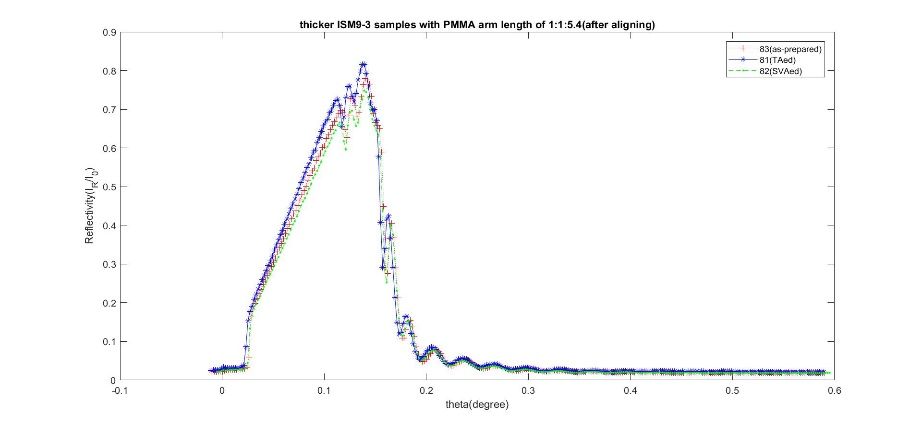 thicker ISM9-3 samples with PMMA arm length of 1:1:5.4(after aligning)
0.9
0.8
0.7
0.6
0.5
0.4
0.3
0.2
0.1
0
Reflectivity(I_R/I_0)
83(as-prepared)
81(TAed)
82(SVAed)
-0.1 0 0.1 0.2 0.3 0.4 0.5 0.6
theta(degree)